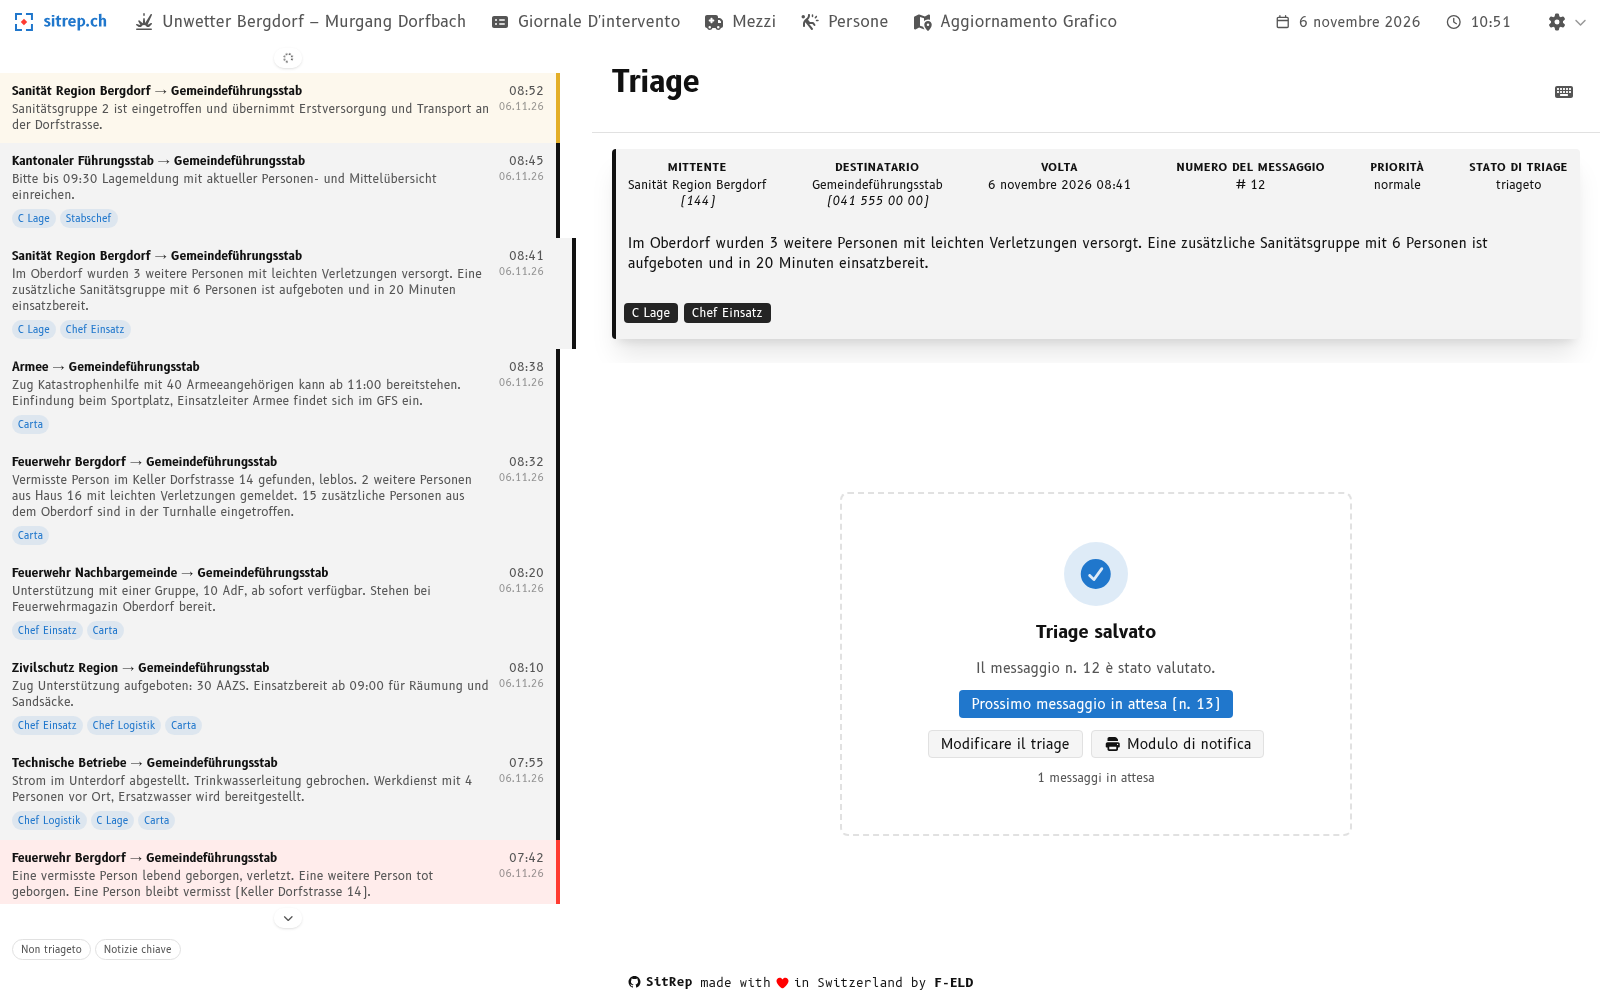 sitrep.ch
Unwetter Bergdorf – Murgang Dorfbach
Giornale D'intervento
Mezzi
Persone
Aggiornamento Grafico
6 novembre 2026
10:51
Sanität Region Bergdorf → Gemeindeführungsstab
08:52
Sanitätsgruppe 2 ist eingetroffen und übernimmt Erstversorgung und Transport an
06.11.26
der Dorfstrasse.
Kantonaler Führungsstab → Gemeindeführungsstab
08:45
Bitte bis 09:30 Lagemeldung mit aktueller Personen- und Mittelübersicht
06.11.26
einreichen.
C Lage
Stabschef
Sanität Region Bergdorf → Gemeindeführungsstab
08:41
Im Oberdorf wurden 3 weitere Personen mit leichten Verletzungen versorgt. Eine
06.11.26
zusätzliche Sanitätsgruppe mit 6 Personen ist aufgeboten und in 20 Minuten
einsatzbereit.
C Lage
Chef Einsatz
Armee → Gemeindeführungsstab
08:38
Zug Katastrophenhilfe mit 40 Armeeangehörigen kann ab 11:00 bereitstehen.
06.11.26
Einfindung beim Sportplatz, Einsatzleiter Armee findet sich im GFS ein.
Carta
Feuerwehr Bergdorf → Gemeindeführungsstab
08:32
Vermisste Person im Keller Dorfstrasse 14 gefunden, leblos. 2 weitere Personen
06.11.26
aus Haus 16 mit leichten Verletzungen gemeldet. 15 zusätzliche Personen aus
dem Oberdorf sind in der Turnhalle eingetroffen.
Carta
Feuerwehr Nachbargemeinde → Gemeindeführungsstab
08:20
Unterstützung mit einer Gruppe, 10 AdF, ab sofort verfügbar. Stehen bei
06.11.26
Feuerwehrmagazin Oberdorf bereit.
Chef Einsatz
Carta
Zivilschutz Region → Gemeindeführungsstab
08:10
Zug Unterstützung aufgeboten: 30 AAZS. Einsatzbereit ab 09:00 für Räumung und
06.11.26
Sandsäcke.
Chef Einsatz
Chef Logistik
Carta
Technische Betriebe → Gemeindeführungsstab
07:55
Strom im Unterdorf abgestellt. Trinkwasserleitung gebrochen. Werkdienst mit 4
06.11.26
Personen vor Ort, Ersatzwasser wird bereitgestellt.
Chef Logistik
C Lage
Carta
Feuerwehr Bergdorf → Gemeindeführungsstab
07:42
Eine vermisste Person lebend geborgen, verletzt. Eine weitere Person tot
06.11.26
geborgen. Eine Person bleibt vermisst (Keller Dorfstrasse 14).
Non triageto
Notizie chiave
Triage
MITTENTE
DESTINATARIO
VOLTA
NUMERO DEL MESSAGGIO
PRIORITÀ
STATO DI TRIAGE
Sanität Region Bergdorf
Gemeindeführungsstab
6 novembre 2026 08:41
# 12
normale
triageto
(144)
(041 555 00 00)
Im Oberdorf wurden 3 weitere Personen mit leichten Verletzungen versorgt. Eine zusätzliche Sanitätsgruppe mit 6 Personen ist
aufgeboten und in 20 Minuten einsatzbereit.
C Lage
Chef Einsatz
Triage salvato
Il messaggio n. 12 è stato valutato.
Prossimo messaggio in attesa (n. 13)
Modificare il triage
Modulo di notifica
1 messaggi in attesa
SitRep made with in Switzerland by F-ELD